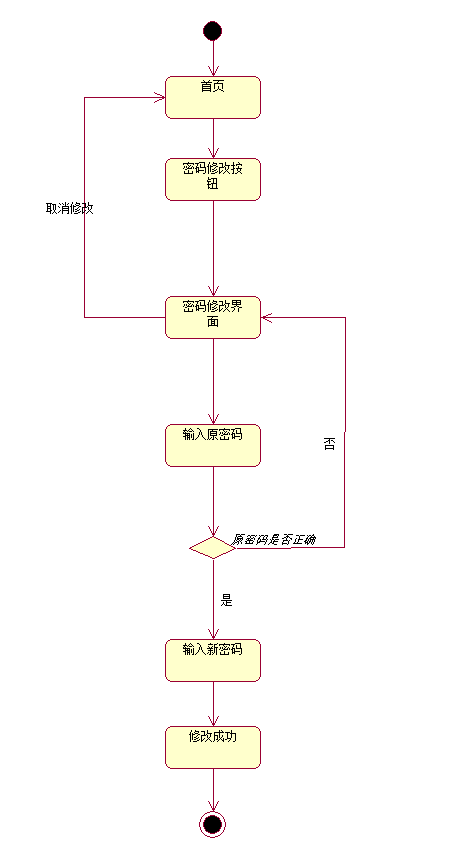 首页
密码修改按
钮
取消修改
密码修改界
面
输入原密码
否
原密码是否正确
是
输入新密码
修改成功